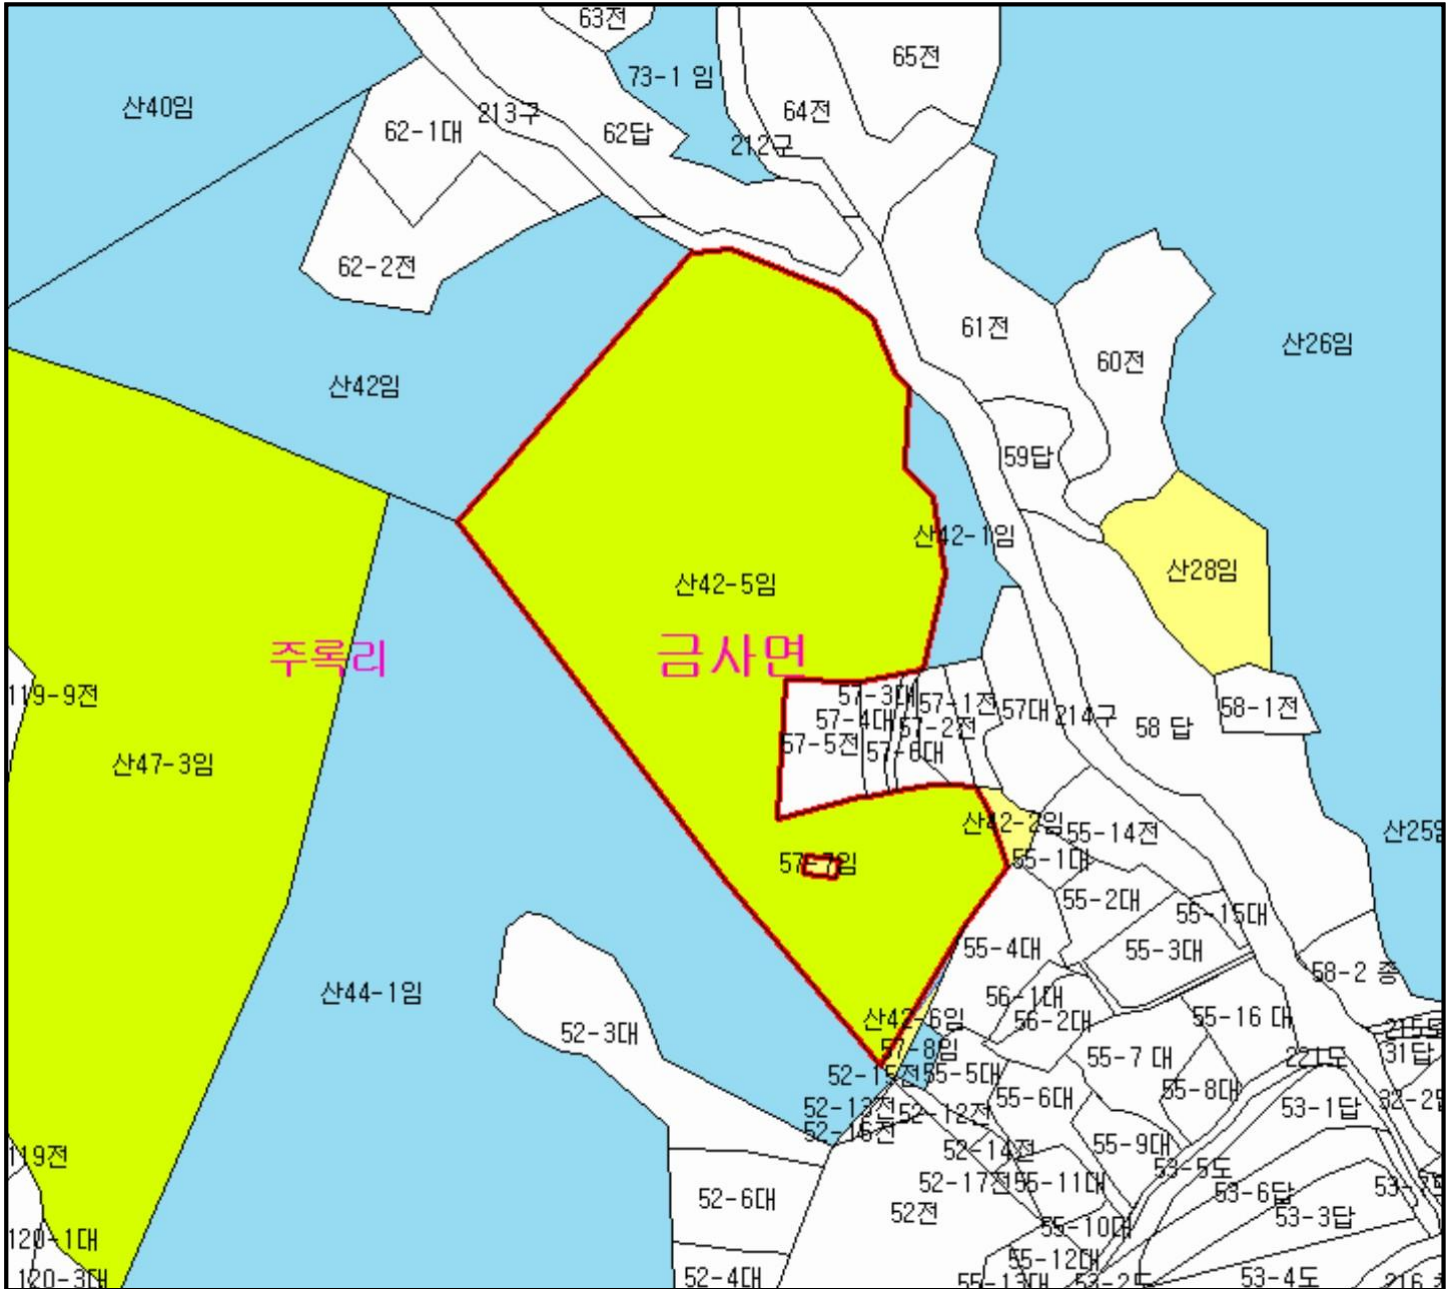 63전
65전
73-1 임
산40임
64전
213구
62-1대
62답
212구
62-2전
61전
산26임
60전
산42임
59답
산42-1임
산28임
산42-5임
주록리
금사면
119-9전
57-3대
57-1전
57대
214구
58-1전
57-4대
57-2전
58 답
57-5전
57-6대
산47-3임
산42-2임
55-14전
57-7임
55-1대
55-2대
55-15대
55-4대
55-3대
58-2 종
산44-1임
56-1대
산42-6임
56-2대
55-16 대
52-3대
57-8임
55-7 대
221도
31답
52-15전
55-5대
55-8대
52-13전
52-12전
55-6대
53-1답
52-16전
52-14전
55-9대
119전
53-5도
52-17전
55-11대
53-6답
52-6대
52전
53-3답
55-10대
120-1대
55-12대
120-3대
52-4대
55-13대
53-2도
53-4도